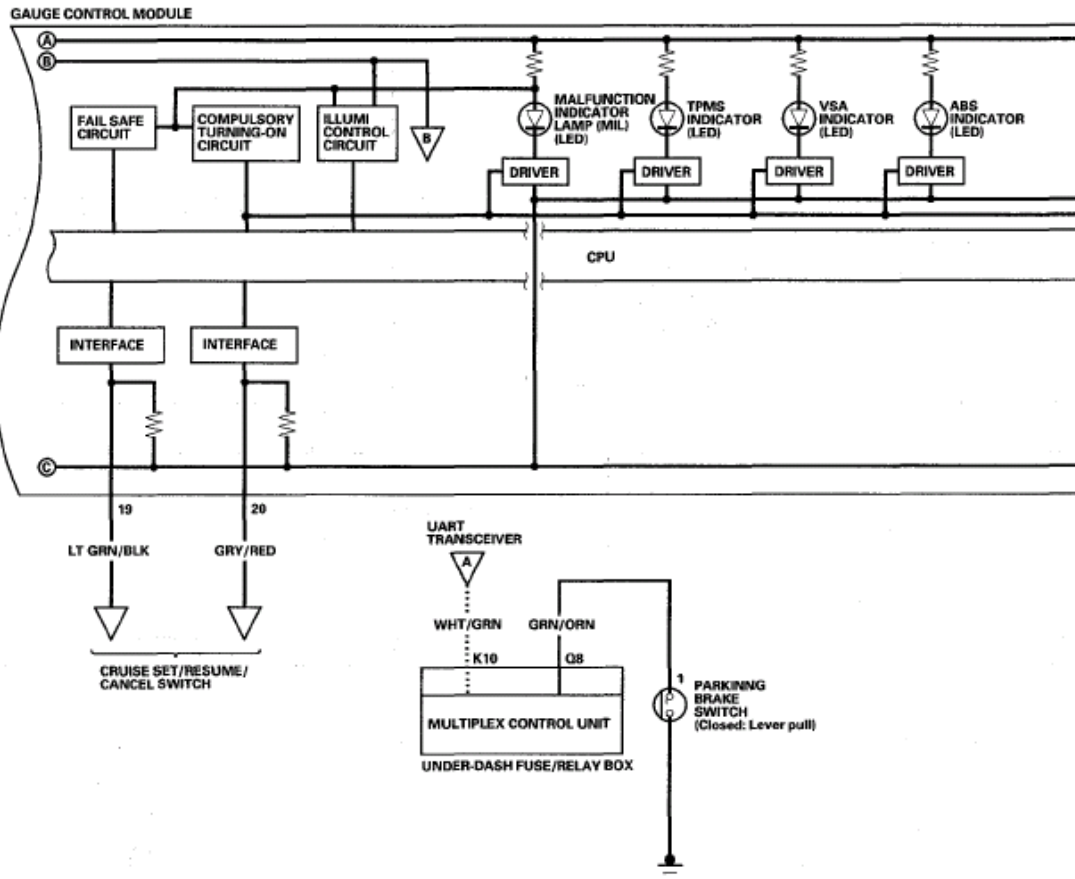 GAUGE CONTROL MODULE
A
B
FAIL SAFE
CIRCUIT
COMPULSORY
TURNING-ON
CIRCUIT
ILLUMI
CONTROL
CIRCUIT
B
MALFUNCTION
INDICATOR
LAMP (MIL)
(LED)
TPMS
INDICATOR
(LED)
VSA
INDICATOR
(LED)
ABS
INDICATOR
(LED)
DRIVER
DRIVER
DRIVER
DRIVER
CPU
INTERFACE
INTERFACE
C
19
20
LT GRN/BLK
GRY/RED
CRUISE SET/RESUME/
CANCEL SWITCH
UART
TRANSCEIVER
A
WHT/GRN
GRN/ORN
K10
Q8
MULTIPLEX CONTROL UNIT
UNDER-DASH FUSE/RELAY BOX
1
PARKINNG
BRAKE
SWITCH
(Closed: Lever pull)